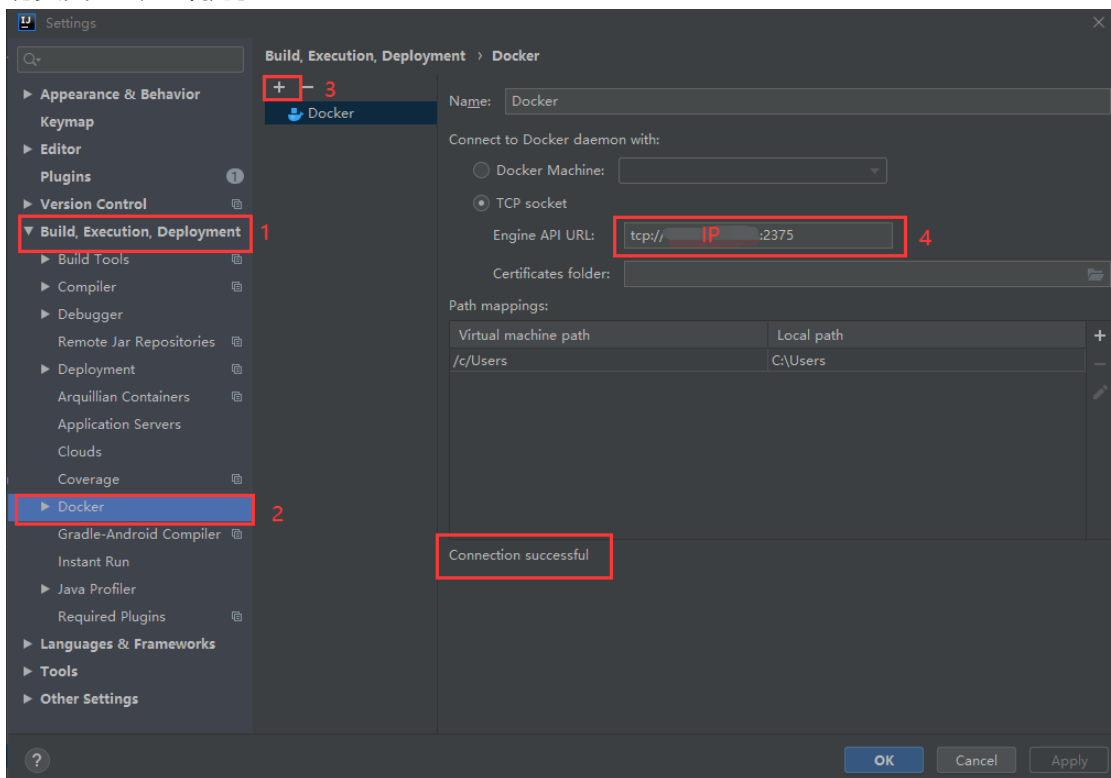 Settings
Build, Execution, Deployment › Docker
Appearance & Behavior
Keymap
Editor
Plugins 1
Version Control
Build, Execution, Deployment 1
Build Tools
Compiler
Debugger
Remote Jar Repositories
Deployment
Arquillian Containers
Application Servers
Clouds
Coverage
Docker 2
Gradle-Android Compiler
Instant Run
Java Profiler
Required Plugins
Languages & Frameworks
Tools
Other Settings
+ − 3
Docker
Name: Docker
Connect to Docker daemon with:
Docker Machine:
TCP socket
Engine API URL: tcp:// IP :2375 4
Certificates folder:
Path mappings:
Virtual machine path Local path
/c/Users C:\Users
Connection successful
?
OK Cancel Apply